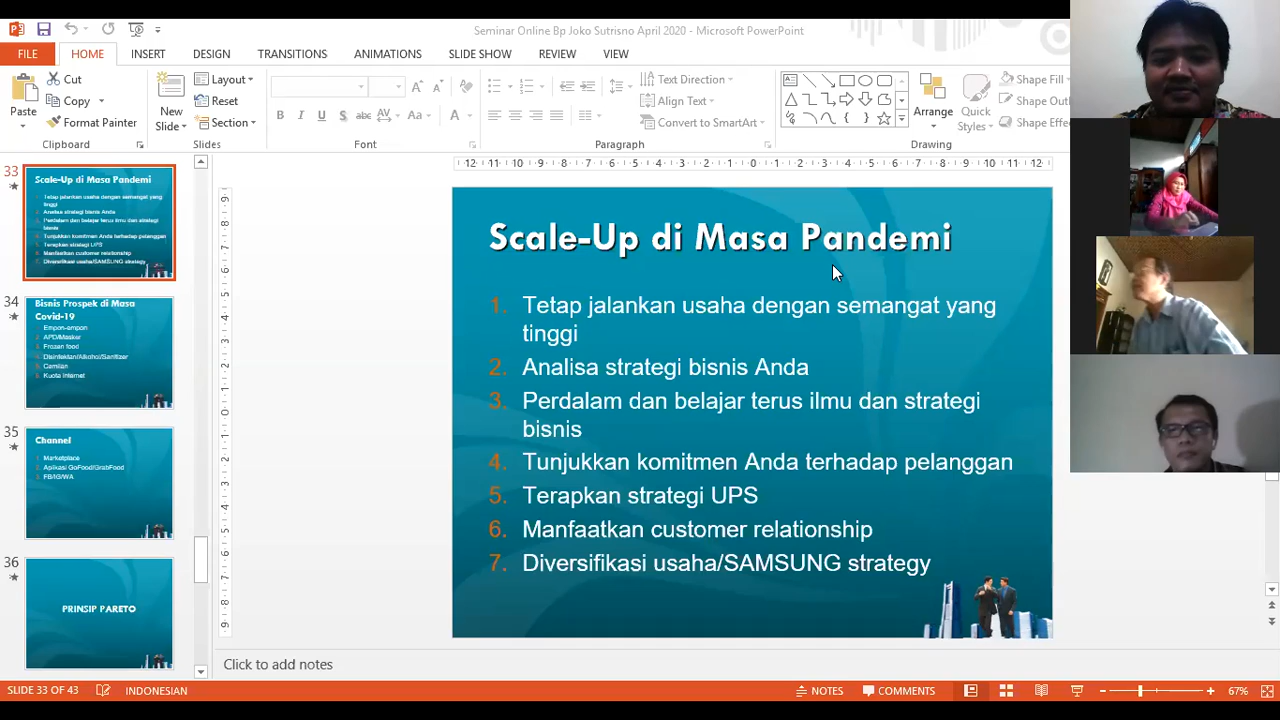 Seminar Online Bp Joko Sutrisno April 2020 - PowerPoint
FILE HOME INSERT DESIGN TRANSITIONS ANIMATIONS SLIDE SHOW REVIEW VIEW
Paste
Cut
Copy
Format Painter
Clipboard
New
Slide
Layout
Reset
Section
Slides
Font
Text Direction
Align Text
Convert to SmartArt
Paragraph
Arrange
Quick
Styles
Shape Fill
Shape Out
Shape Effe
Drawing
33
Scale-Up di Masa Pandemi
Tetap jalankan usaha dengan semangat yang
tinggi
Analisa strategi bisnis Anda
Perdalam dan belajar terus ilmu dan strategi
bisnis
Tunjukkan komitmen Anda terhadap pelanggan
Terapkan strategi UPS
Manfaatkan customer relationship
Diversifikasi usaha/SAMSUNG strategy
34
Bisnis Prospek di Masa
Covid-19
Empon-empon
APD/Masker
Frozen food
Disinfektan/Alkohol/Sanitizer
Camilan
Kuota Internet
35
Channel
Marketplace
Aplikasi GoFood/GrabFood
FB/IG/WA
36
PRINSIP PARETO
Scale-Up di Masa Pandemi
1. Tetap jalankan usaha dengan semangat yang
tinggi
2. Analisa strategi bisnis Anda
3. Perdalam dan belajar terus ilmu dan strategi
bisnis
4. Tunjukkan komitmen Anda terhadap pelanggan
5. Terapkan strategi UPS
6. Manfaatkan customer relationship
7. Diversifikasi usaha/SAMSUNG strategy
Click to add notes
SLIDE 33 OF 43 INDONESIAN NOTES COMMENTS 67%